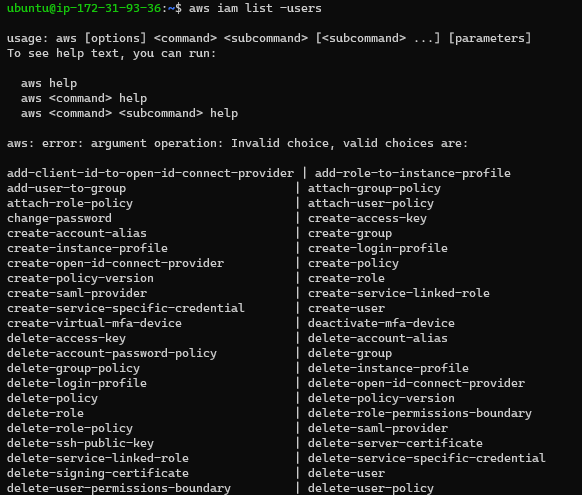 ubuntu@ip-172-31-93-36:~$ aws iam list -users
usage: aws [options] <command> <subcommand> [<subcommand> ...] [parameters]
To see help text, you can run:
aws help
aws <command> help
aws <command> <subcommand> help
aws: error: argument operation: Invalid choice, valid choices are:
add-client-id-to-open-id-connect-provider | add-role-to-instance-profile
add-user-to-group | attach-group-policy
attach-role-policy | attach-user-policy
change-password | create-access-key
create-account-alias | create-group
create-instance-profile | create-login-profile
create-open-id-connect-provider | create-policy
create-policy-version | create-role
create-saml-provider | create-service-linked-role
create-service-specific-credential | create-user
create-virtual-mfa-device | deactivate-mfa-device
delete-access-key | delete-account-alias
delete-account-password-policy | delete-group
delete-group-policy | delete-instance-profile
delete-login-profile | delete-open-id-connect-provider
delete-policy | delete-policy-version
delete-role | delete-role-permissions-boundary
delete-role-policy | delete-saml-provider
delete-ssh-public-key | delete-server-certificate
delete-service-linked-role | delete-service-specific-credential
delete-signing-certificate | delete-user
delete-user-permissions-boundary | delete-user-policy